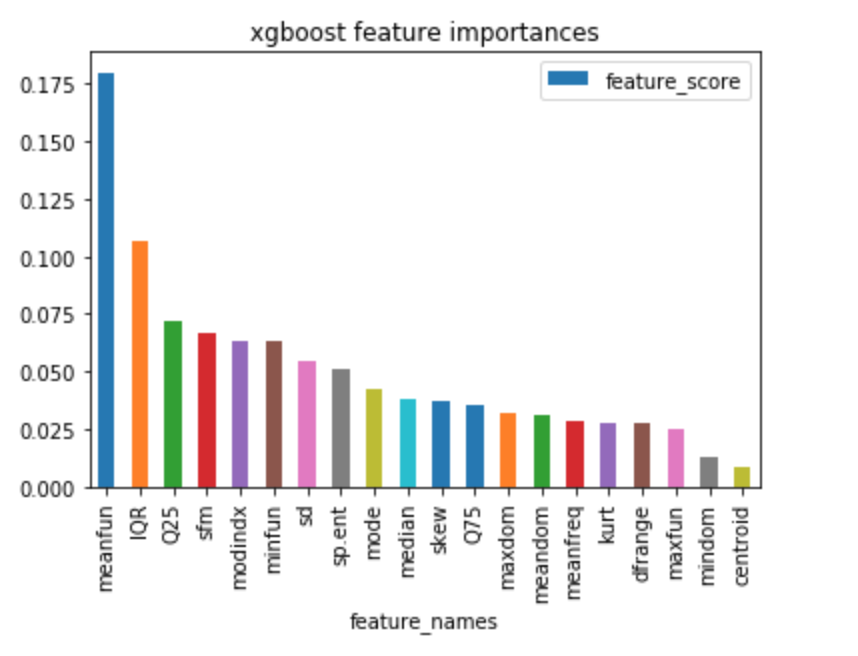 xgboost feature importances
feature_score
0.175
0.150
0.125
0.100
0.075
0.050
0.025
0.000
meanfun
IQR
Q25
sfm
modindx
minfun
sd
sp.ent
mode
median
skew
Q75
maxdom
meandom
meanfreq
kurt
dfrange
maxfun
mindom
centroid
feature_names